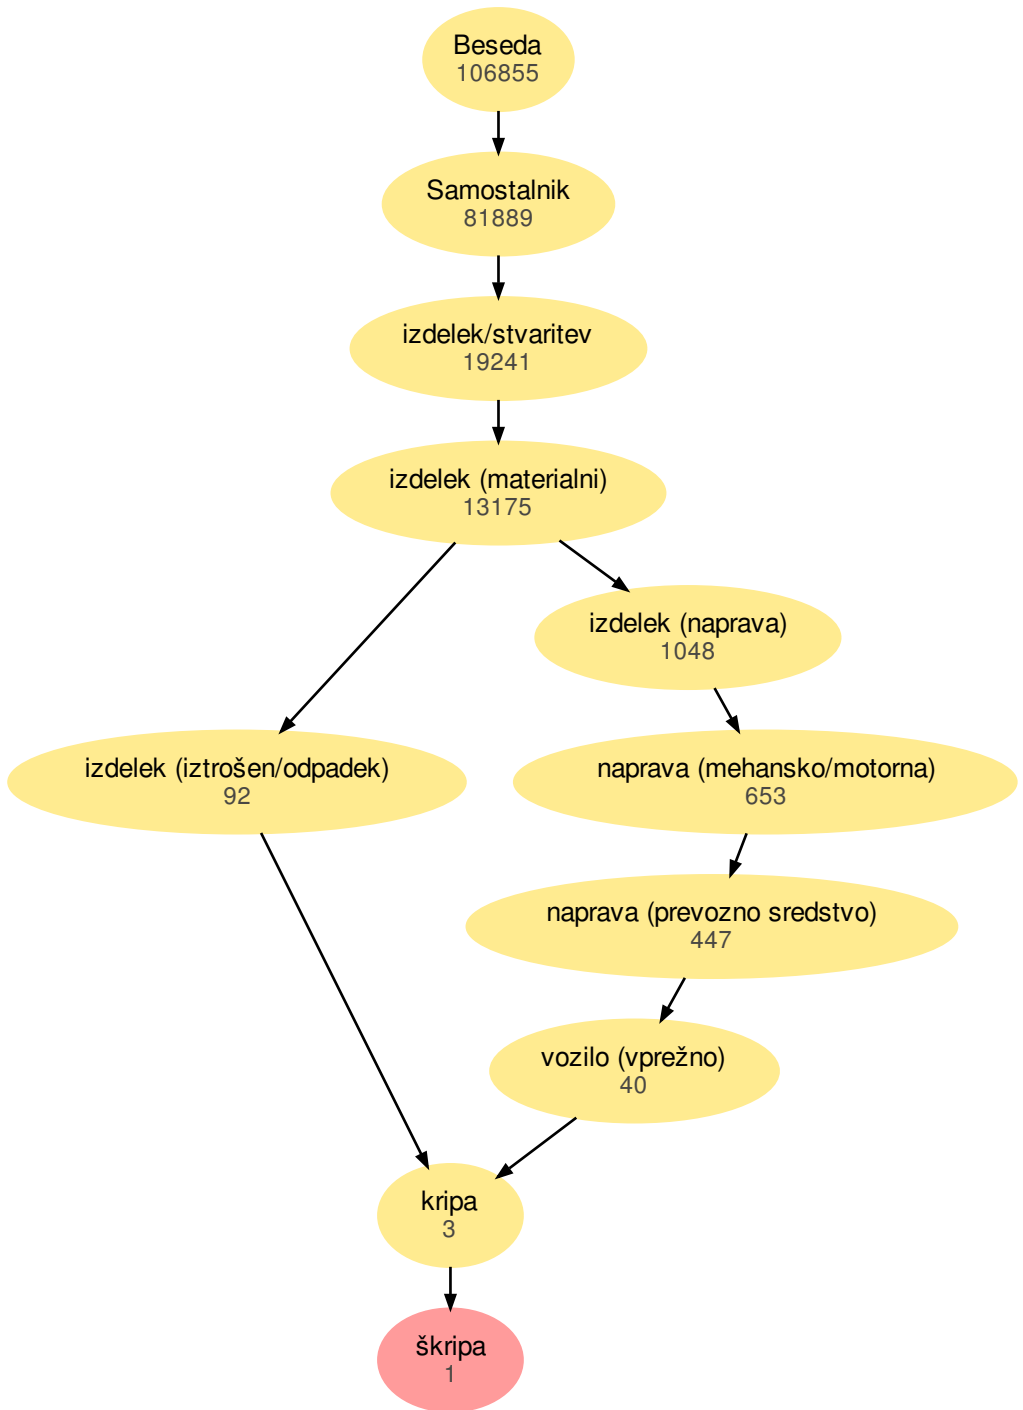 Beseda
106855
Samostalnik
81889
izdelek/stvaritev
19241
izdelek (materialni)
13175
izdelek (naprava)
1048
izdelek (iztrošen/odpadek)
92
naprava (mehansko/motorna)
653
naprava (prevozno sredstvo)
447
vozilo (vprežno)
40
kripa
3
škripa
1